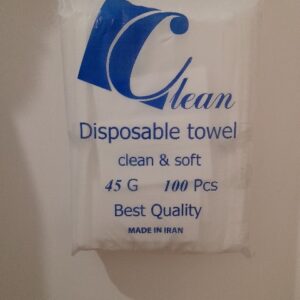 Clean
Disposable towel
clean & soft
45 G 100 Pcs
Best Quality
MADE IN IRAN